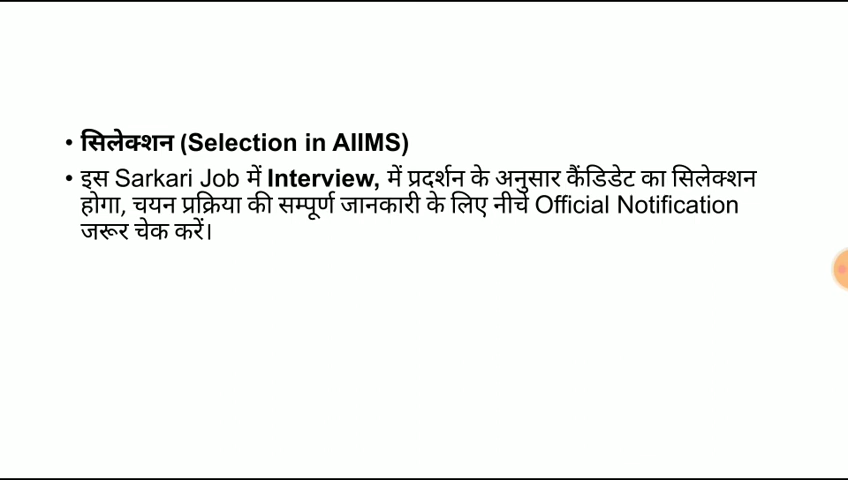 • सिलेक्शन (Selection in AIIMS)
• इस Sarkari Job में Interview, में प्रदर्शन के अनुसार कैंडिडेट का सिलेक्शन
होगा, चयन प्रक्रिया की सम्पूर्ण जानकारी के लिए नीचे Official Notification
जरूर चेक करें।